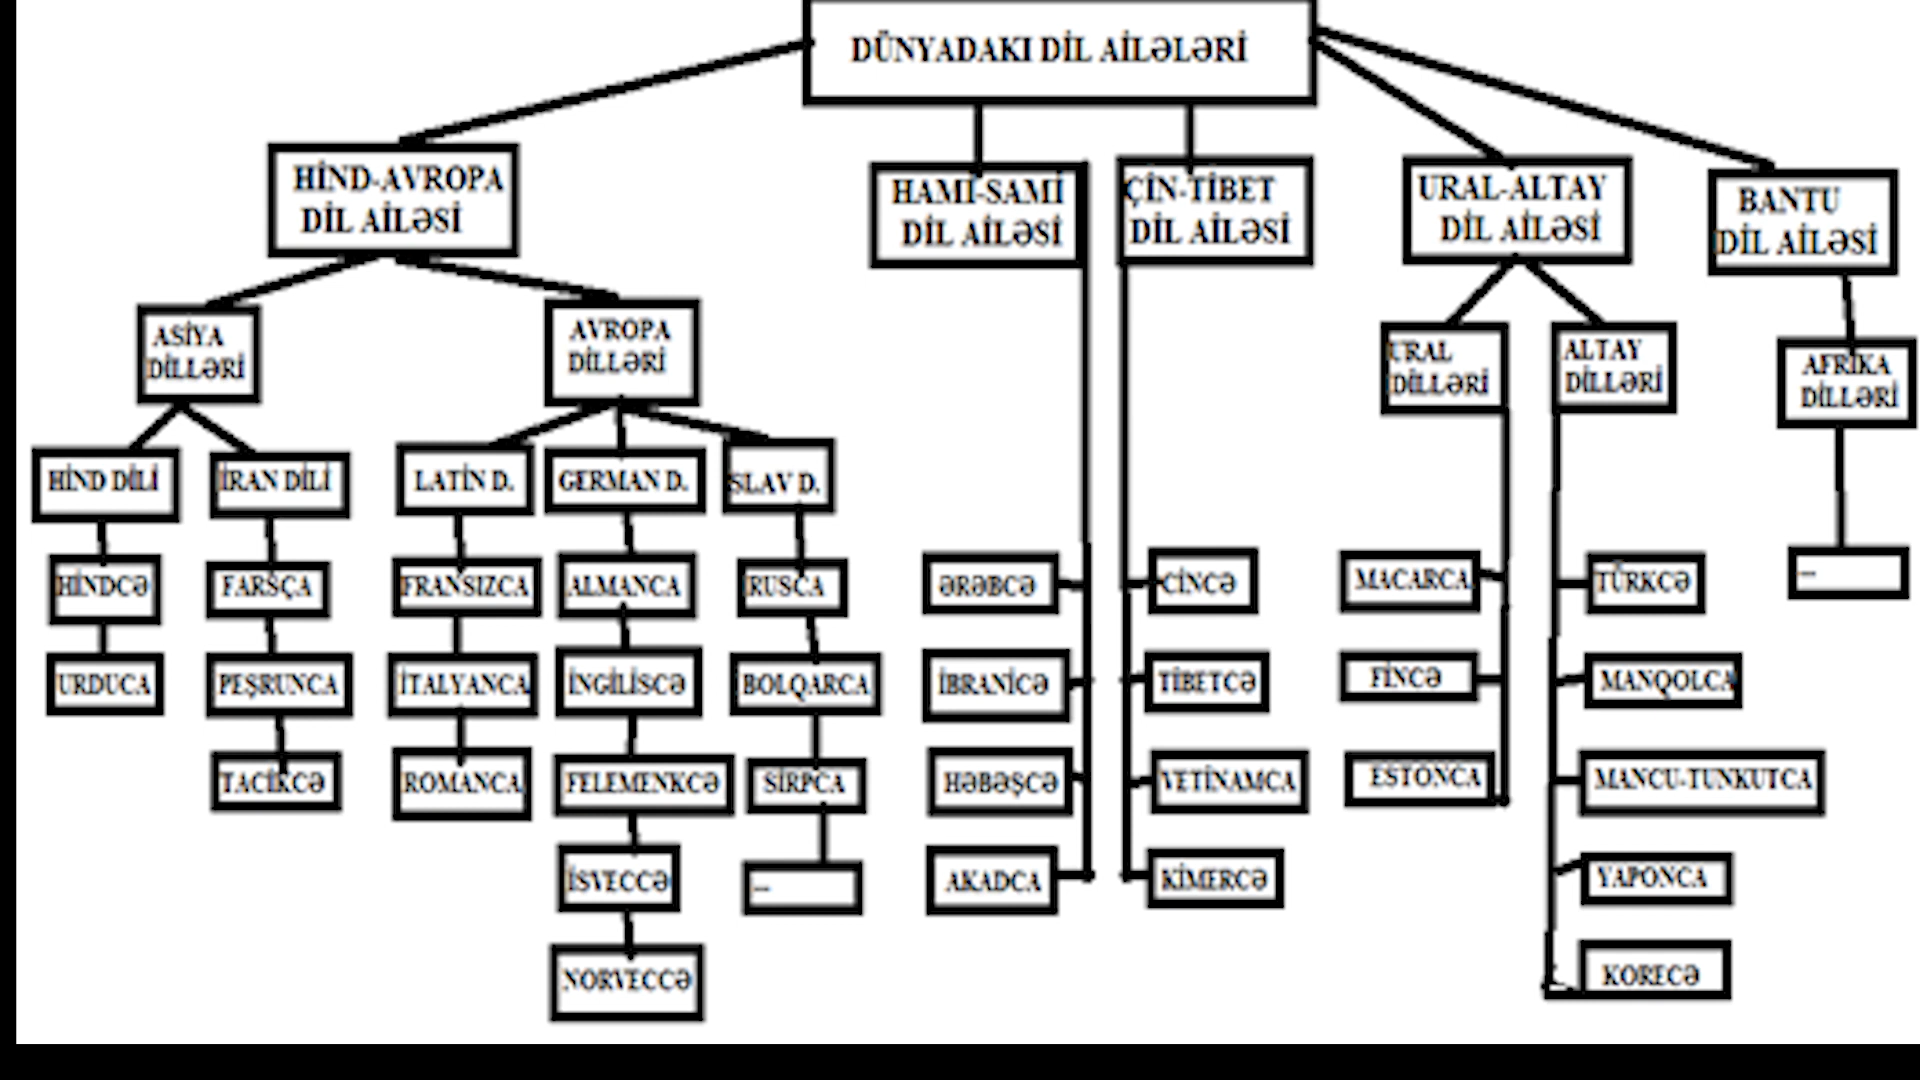 DÜNYADAKI DİL AİLƏLƏRİ
HİND-AVROPA
DİL AİLƏSİ
HAMI-SAMİ
DİL AİLƏSİ
ÇİN-TİBET
DİL AİLƏSİ
URAL-ALTAY
DİL AİLƏSİ
BANTU
DİL AİLƏSİ
ASİYA
DİLLƏRİ
AVROPA
DİLLƏRİ
URAL
DİLLƏRİ
ALTAY
DİLLƏRİ
AFRIKA
DİLLƏRİ
HİND DİLİ
İRAN DİLİ
LATİN D.
GERMAN D.
SLAV D.
HİNDCƏ
FARSÇA
FRANSIZCA
ALMANCA
RUSCA
ƏRƏBCƏ
CİNCƏ
MACARCA
TÜRKCƏ
...
URDUCA
PEŞRUNCA
İTALYANCA
İNGİLİSCƏ
BOLQARCA
İBRANİCƏ
TİBETCƏ
FİNCƏ
MANQOLCA
TACİKCƏ
ROMANCA
FELEMENKCƏ
SİRPCA
HƏBƏŞCƏ
VETİNAMCA
ESTONCA
MANCU-TUNKUTCA
İSVECCƏ
...
AKADCA
KİMERCƏ
YAPONCA
NORVECCƏ
KORECƏ